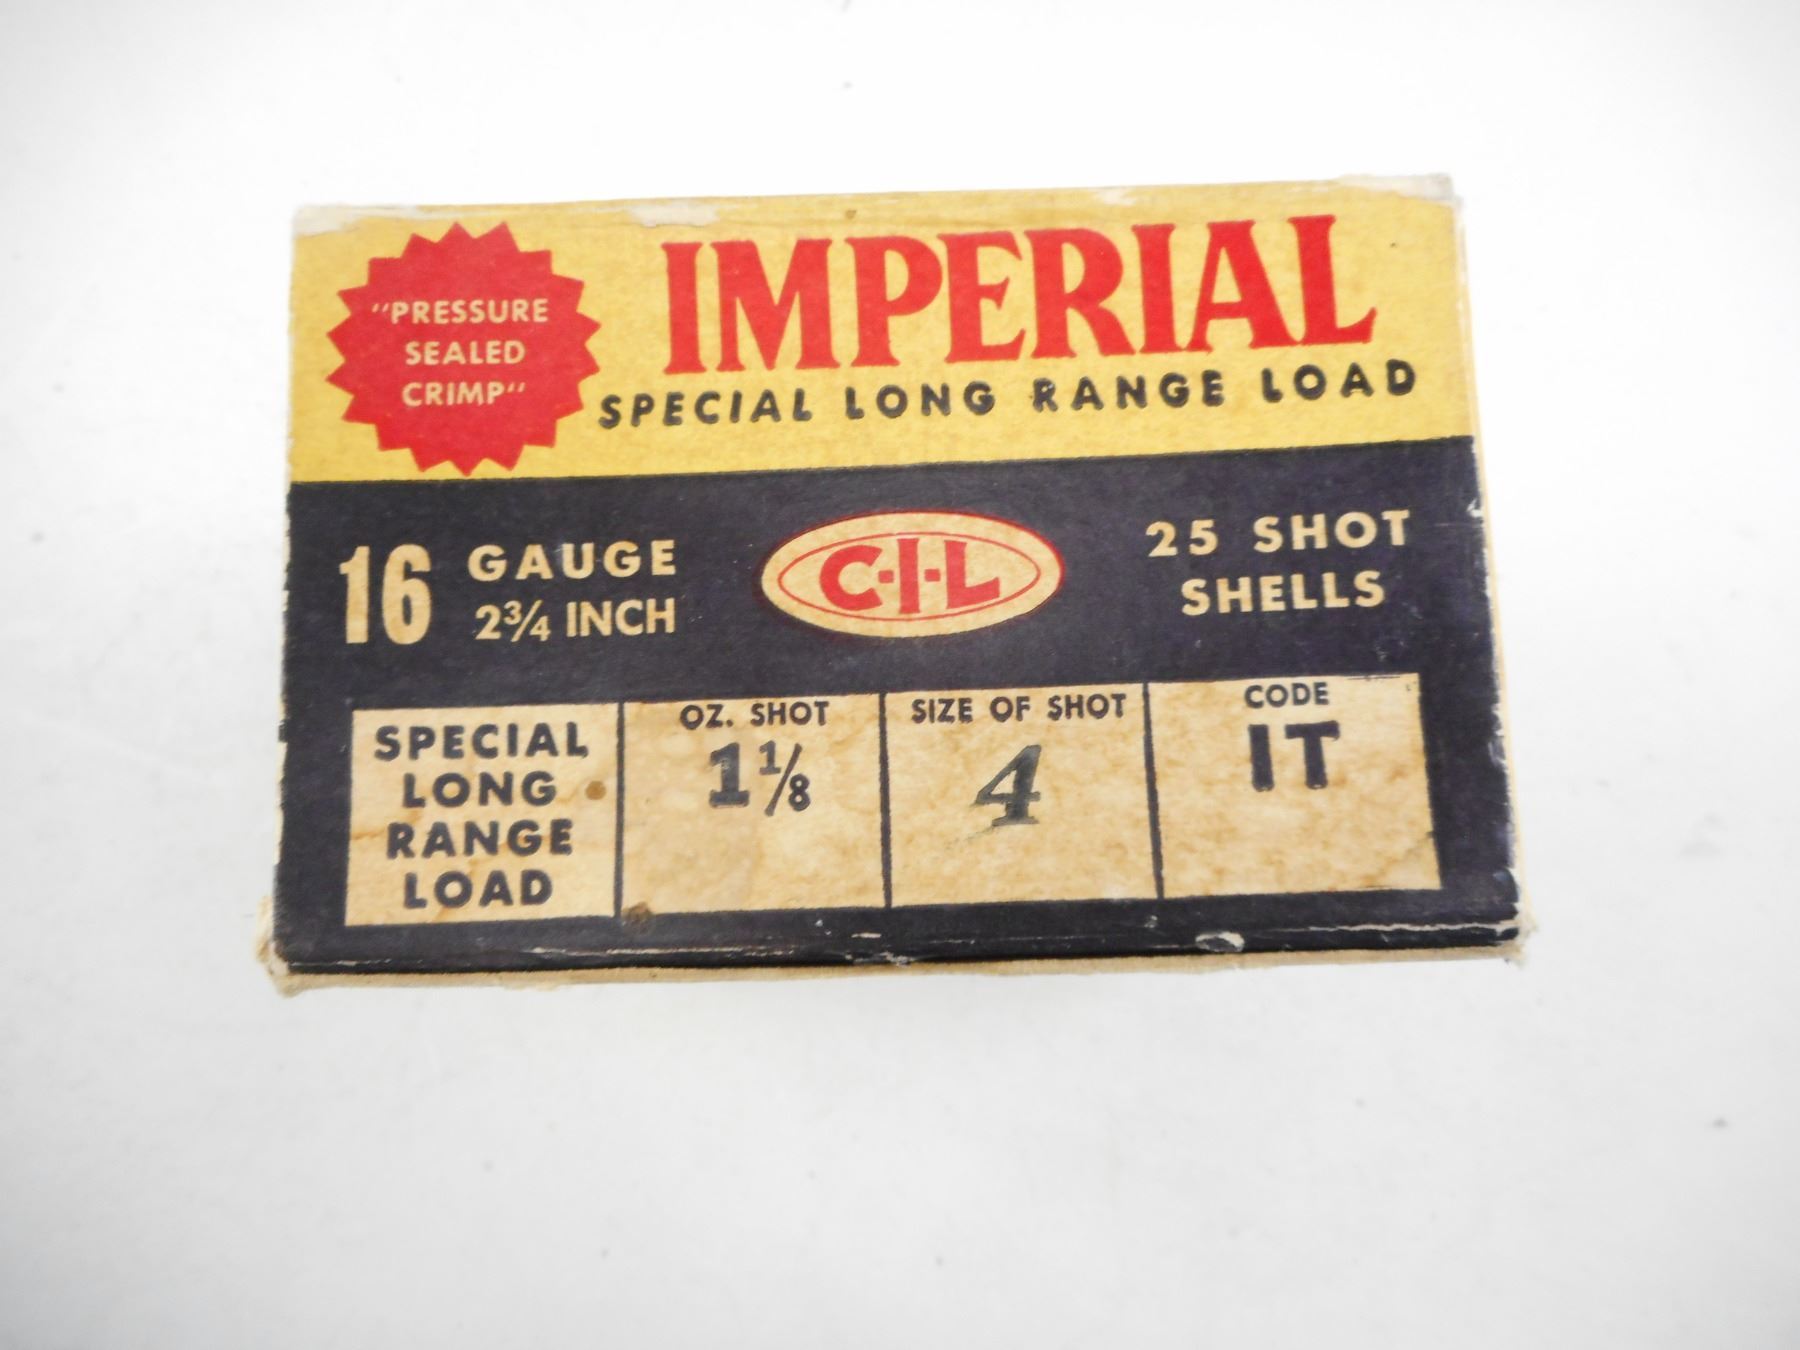 "PRESSURE
SEALED
CRIMP"
IMPERIAL
SPECIAL LONG RANGE LOAD
16 GAUGE
2¾ INCH
C-I-L
25 SHOT
SHELLS
SPECIAL
LONG
RANGE
LOAD
OZ. SHOT
1⅛
SIZE OF SHOT
4
CODE
IT